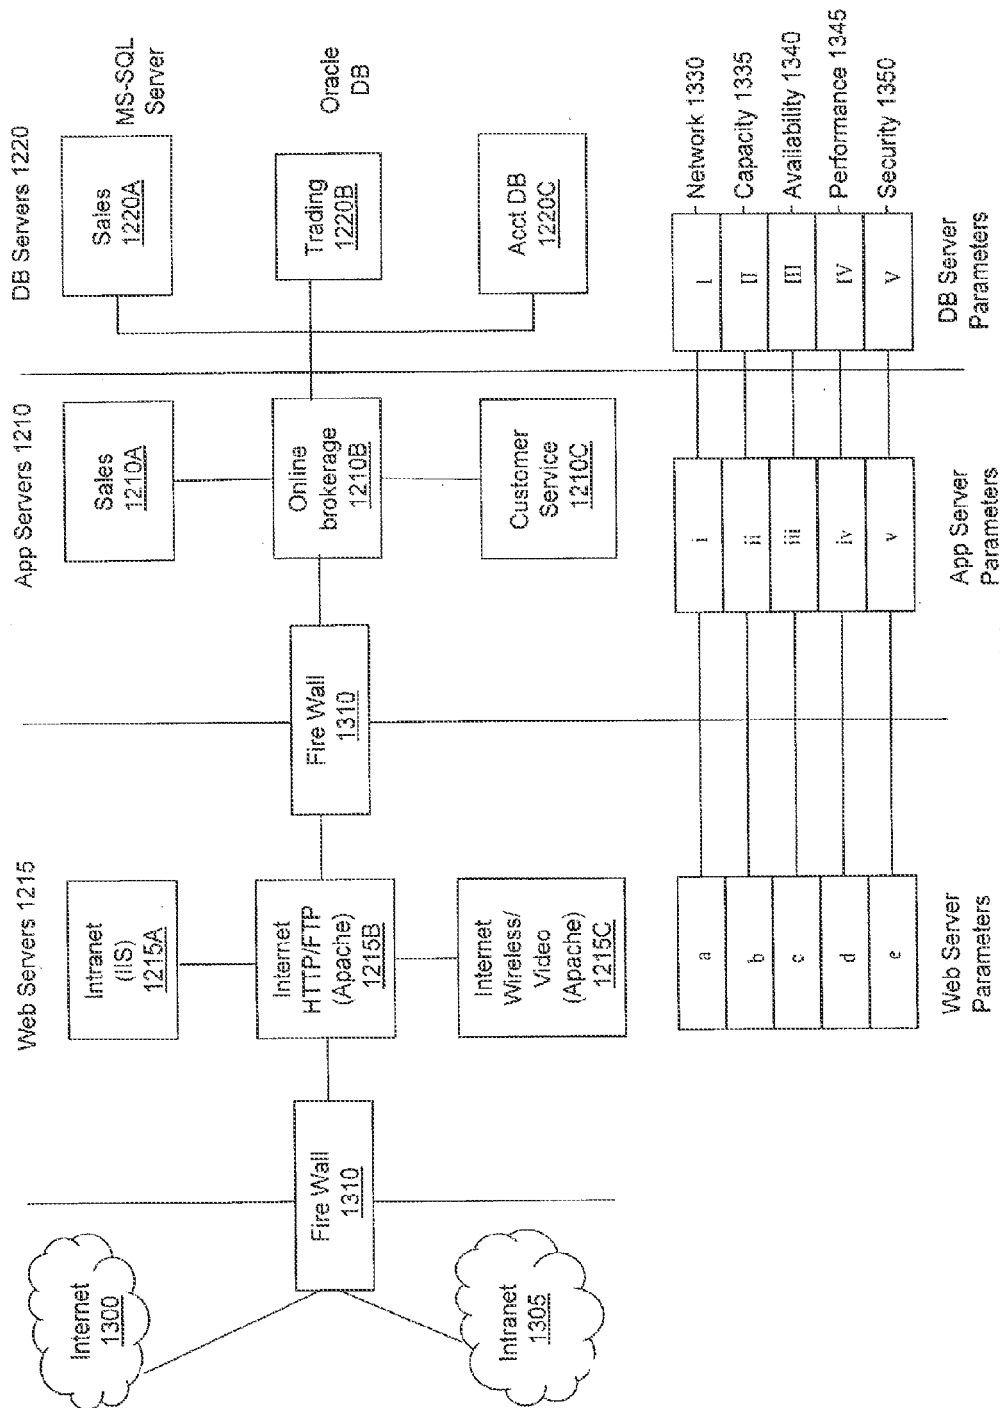 Web Servers 1215
App Servers 1210
DB Servers 1220
Internet
1300
Intranet
1305
Fire Wall
1310
Intranet
(IIS)
1215A
Internet
HTTP/FTP
(Apache)
1215B
Internet
Wireless/
Video
(Apache)
1215C
Fire Wall
1310
Sales
1210A
Online
brokerage
1210B
Customer
Service
1210C
Sales
1220A
MS-SQL
Server
Trading
1220B
Oracle
DB
Acct DB
1220C
a
i
I
Network 1330
b
ii
II
Capacity 1335
c
iii
III
Availability 1340
d
iv
IV
Performance 1345
e
v
V
Security 1350
Web Server
Parameters
App Server
Parameters
DB Server
Parameters